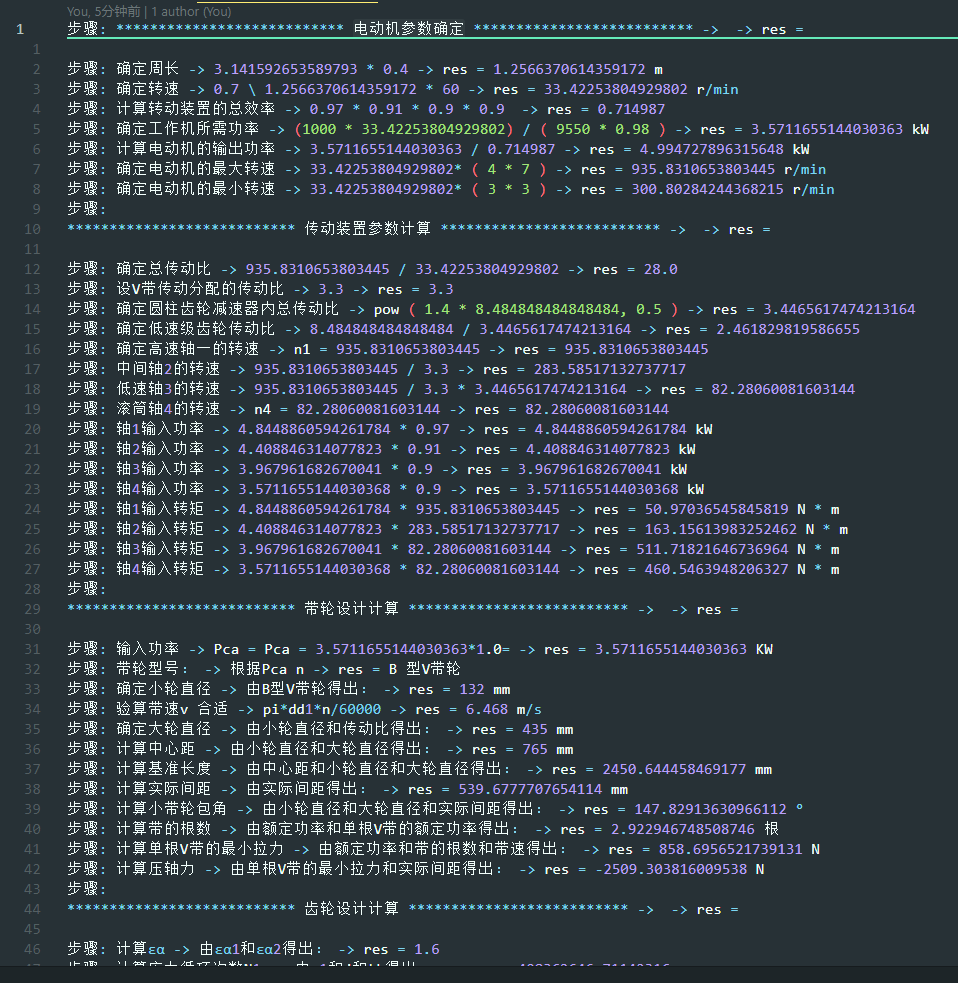 You, 5分钟前 | 1 author (You)
1 步骤: *************************** 电动机参数确定 ************************** -> -> res =
1
2 步骤: 确定周长 -> 3.141592653589793 * 0.4 -> res = 1.2566370614359172 m
3 步骤: 确定转速 -> 0.7 \ 1.2566370614359172 * 60 -> res = 33.42253804929802 r/min
4 步骤: 计算转动装置的总效率 -> 0.97 * 0.91 * 0.9 * 0.9 -> res = 0.714987
5 步骤: 确定工作机所需功率 -> (1000 * 33.42253804929802) / ( 9550 * 0.98 ) -> res = 3.5711655144030363 kW
6 步骤: 计算电动机的输出功率 -> 3.5711655144030363 / 0.714987 -> res = 4.994727896315648 kW
7 步骤: 确定电动机的最大转速 -> 33.42253804929802* ( 4 * 7 ) -> res = 935.8310653803445 r/min
8 步骤: 确定电动机的最小转速 -> 33.42253804929802* ( 3 * 3 ) -> res = 300.80284244368215 r/min
9 步骤:
10 *************************** 传动装置参数计算 ************************** -> -> res =
11
12 步骤: 确定总传动比 -> 935.8310653803445 / 33.42253804929802 -> res = 28.0
13 步骤: 设V带传动分配的传动比 -> 3.3 -> res = 3.3
14 步骤: 确定圆柱齿轮减速器内总传动比 -> pow ( 1.4 * 8.484848484848484, 0.5 ) -> res = 3.4465617474213164
15 步骤: 确定低速级齿轮传动比 -> 8.484848484848484 / 3.4465617474213164 -> res = 2.461829819586655
16 步骤: 确定高速轴一的转速 -> n1 = 935.8310653803445 -> res = 935.8310653803445
17 步骤: 中间轴2的转速 -> 935.8310653803445 / 3.3 -> res = 283.58517132737717
18 步骤: 低速轴3的转速 -> 935.8310653803445 / 3.3 * 3.4465617474213164 -> res = 82.28060081603144
19 步骤: 滚筒轴4的转速 -> n4 = 82.28060081603144 -> res = 82.28060081603144
20 步骤: 轴1输入功率 -> 4.8448860594261784 * 0.97 -> res = 4.8448860594261784 kW
21 步骤: 轴2输入功率 -> 4.408846314077823 * 0.91 -> res = 4.408846314077823 kW
22 步骤: 轴3输入功率 -> 3.967961682670041 * 0.9 -> res = 3.967961682670041 kW
23 步骤: 轴4输入功率 -> 3.5711655144030368 * 0.9 -> res = 3.5711655144030368 kW
24 步骤: 轴1输入转矩 -> 4.8448860594261784 * 935.8310653803445 -> res = 50.97036545845819 N * m
25 步骤: 轴2输入转矩 -> 4.408846314077823 * 283.58517132737717 -> res = 163.15613983252462 N * m
26 步骤: 轴3输入转矩 -> 3.967961682670041 * 82.28060081603144 -> res = 511.71821646736964 N * m
27 步骤: 轴4输入转矩 -> 3.5711655144030368 * 82.28060081603144 -> res = 460.5463948206327 N * m
28 步骤:
29 *************************** 带轮设计计算 ************************** -> -> res =
30
31 步骤: 输入功率 -> Pca = Pca = 3.5711655144030363*1.0= -> res = 3.5711655144030363 KW
32 步骤: 带轮型号： -> 根据Pca n -> res = B 型V带轮
33 步骤: 确定小轮直径 -> 由B型V带轮得出： -> res = 132 mm
34 步骤: 验算带速v 合适 -> pi*dd1*n/60000 -> res = 6.468 m/s
35 步骤: 确定大轮直径 -> 由小轮直径和传动比得出： -> res = 435 mm
36 步骤: 计算中心距 -> 由小轮直径和大轮直径得出： -> res = 765 mm
37 步骤: 计算基准长度 -> 由中心距和小轮直径和大轮直径得出： -> res = 2450.644458469177 mm
38 步骤: 计算实际间距 -> 由实际间距得出： -> res = 539.6777707654114 mm
39 步骤: 计算小带轮包角 -> 由小轮直径和大轮直径和实际间距得出： -> res = 147.82913630966112 °
40 步骤: 计算带的根数 -> 由额定功率和单根V带的额定功率得出： -> res = 2.922946748508746 根
41 步骤: 计算单根V带的最小拉力 -> 由额定功率和带的根数和带速得出： -> res = 858.6956521739131 N
42 步骤: 计算压轴力 -> 由单根V带的最小拉力和实际间距得出： -> res = -2509.303816009538 N
43 步骤:
44 *************************** 齿轮设计计算 ************************** -> -> res =
45
46 步骤: 计算εα -> 由εα1和εα2得出： -> res = 1.6